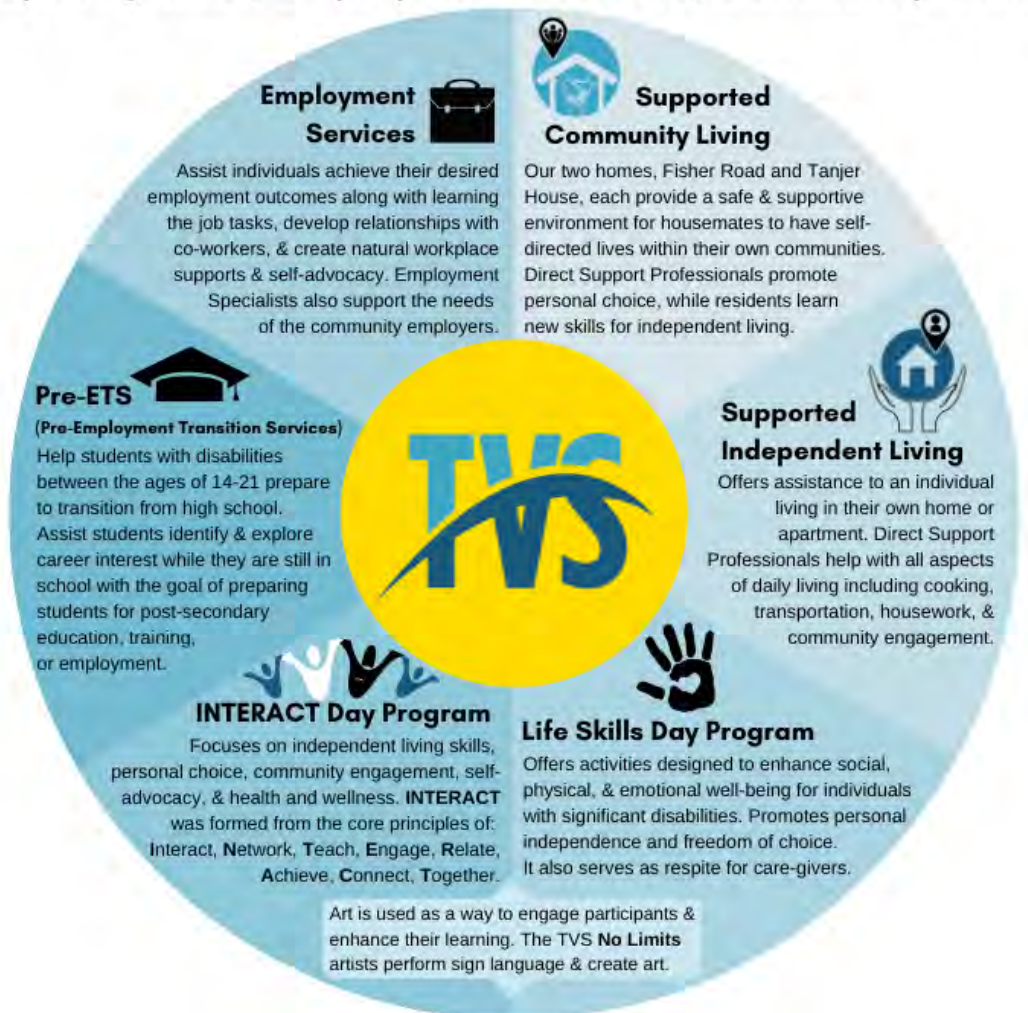 Employment
Services
Assist individuals achieve their desired
employment outcomes along with learning
the job tasks, develop relationships with
co-workers, & create natural workplace
supports & self-advocacy. Employment
Specialists also support the needs
of the community employers.
Supported
Community Living
Our two homes, Fisher Road and Tanjer
House, each provide a safe & supportive
environment for housemates to have self-
directed lives within their own communities.
Direct Support Professionals promote
personal choice, while residents learn
new skills for independent living.
Pre-ETS
(Pre-Employment Transition Services)
Help students with disabilities
between the ages of 14-21 prepare
to transition from high school.
Assist students identify & explore
career interest while they are still in
school with the goal of preparing
students for post-secondary
education, training,
or employment.
TVS
Supported
Independent Living
Offers assistance to an individual
living in their own home or
apartment. Direct Support
Professionals help with all aspects
of daily living including cooking,
transportation, housework, &
community engagement.
INTERACT Day Program
Focuses on independent living skills,
personal choice, community engagement, self-
advocacy, & health and wellness. INTERACT
was formed from the core principles of:
Interact, Network, Teach, Engage, Relate,
Achieve, Connect, Together.
Life Skills Day Program
Offers activities designed to enhance social,
physical, & emotional well-being for individuals
with significant disabilities. Promotes personal
independence and freedom of choice.
It also serves as respite for care-givers.
Art is used as a way to engage participants &
enhance their learning. The TVS No Limits
artists perform sign language & create art.